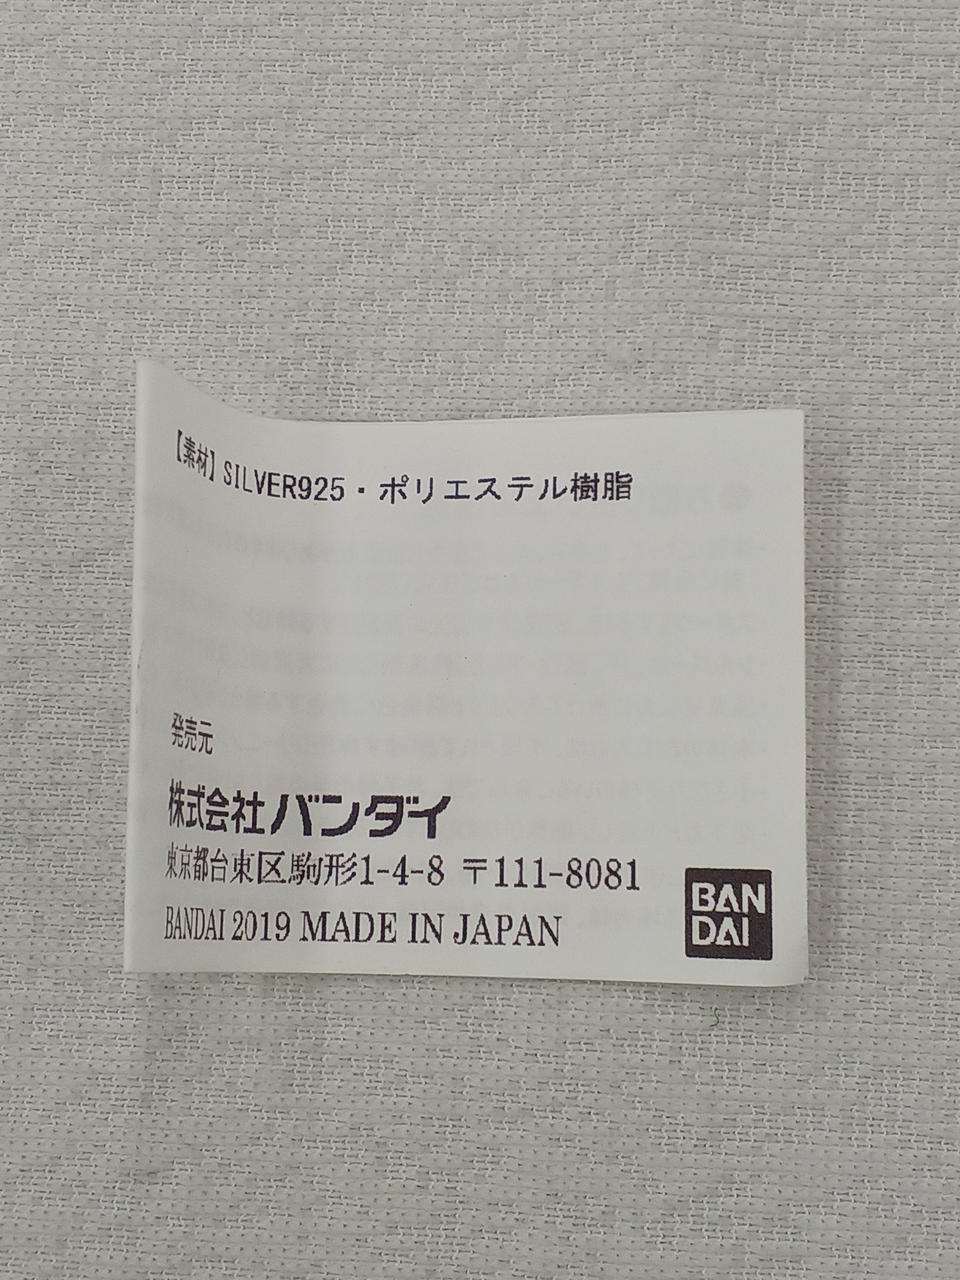 【素材】SILVER925・ポリエステル樹脂
発売元
株式会社バンダイ
東京都台東区駒形1-4-8 〒111-8081
BANDAI 2019 MADE IN JAPAN
BAN
DAI